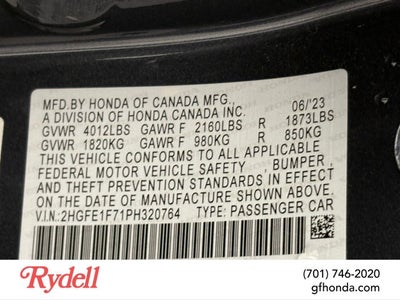 MFD.BY HONDA OF CANADA MFG.,
A DIVISION OF HONDA CANADA INC. 06/'23
GVWR 4012LBS GAWR F 2160LBS R 1873LBS
GVWR 1820KG GAWR F 980KG R 850KG
THIS VEHICLE CONFORMS TO ALL APPLICABLE
FEDERAL MOTOR VEHICLE SAFETY, BUMPER,
AND THEFT PREVENTION STANDARDS IN EFFECT
ON THE DATE OF MANUFACTURE SHOWN ABOVE.
V.I.N:2HGFE1F71PH320764 TYPE: PASSENGER CAR
Rydell
(701) 746-2020
gfhonda.com